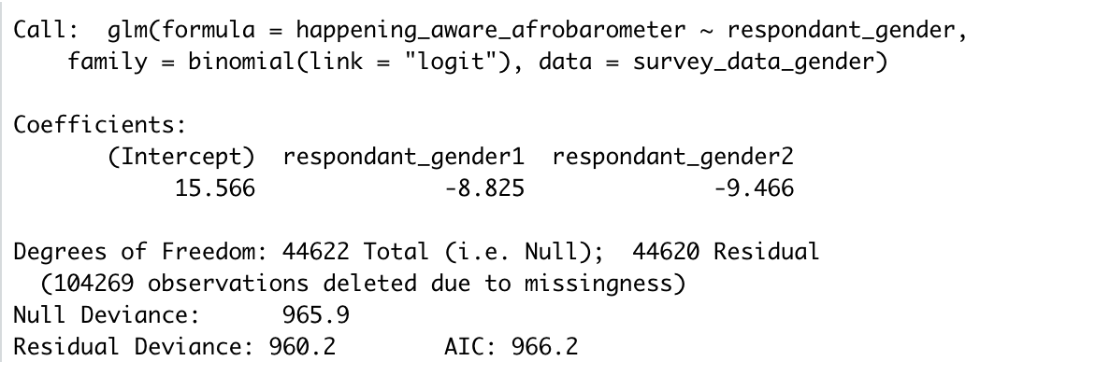 Call:  glm(formula = happening_aware_afrobarometer ~ respondant_gender,
    family = binomial(link = "logit"), data = survey_data_gender)
Coefficients:
       (Intercept)  respondant_gender1  respondant_gender2
            15.566              -8.825              -9.466
Degrees of Freedom: 44622 Total (i.e. Null);  44620 Residual
  (104269 observations deleted due to missingness)
Null Deviance:      965.9
Residual Deviance: 960.2        AIC: 966.2